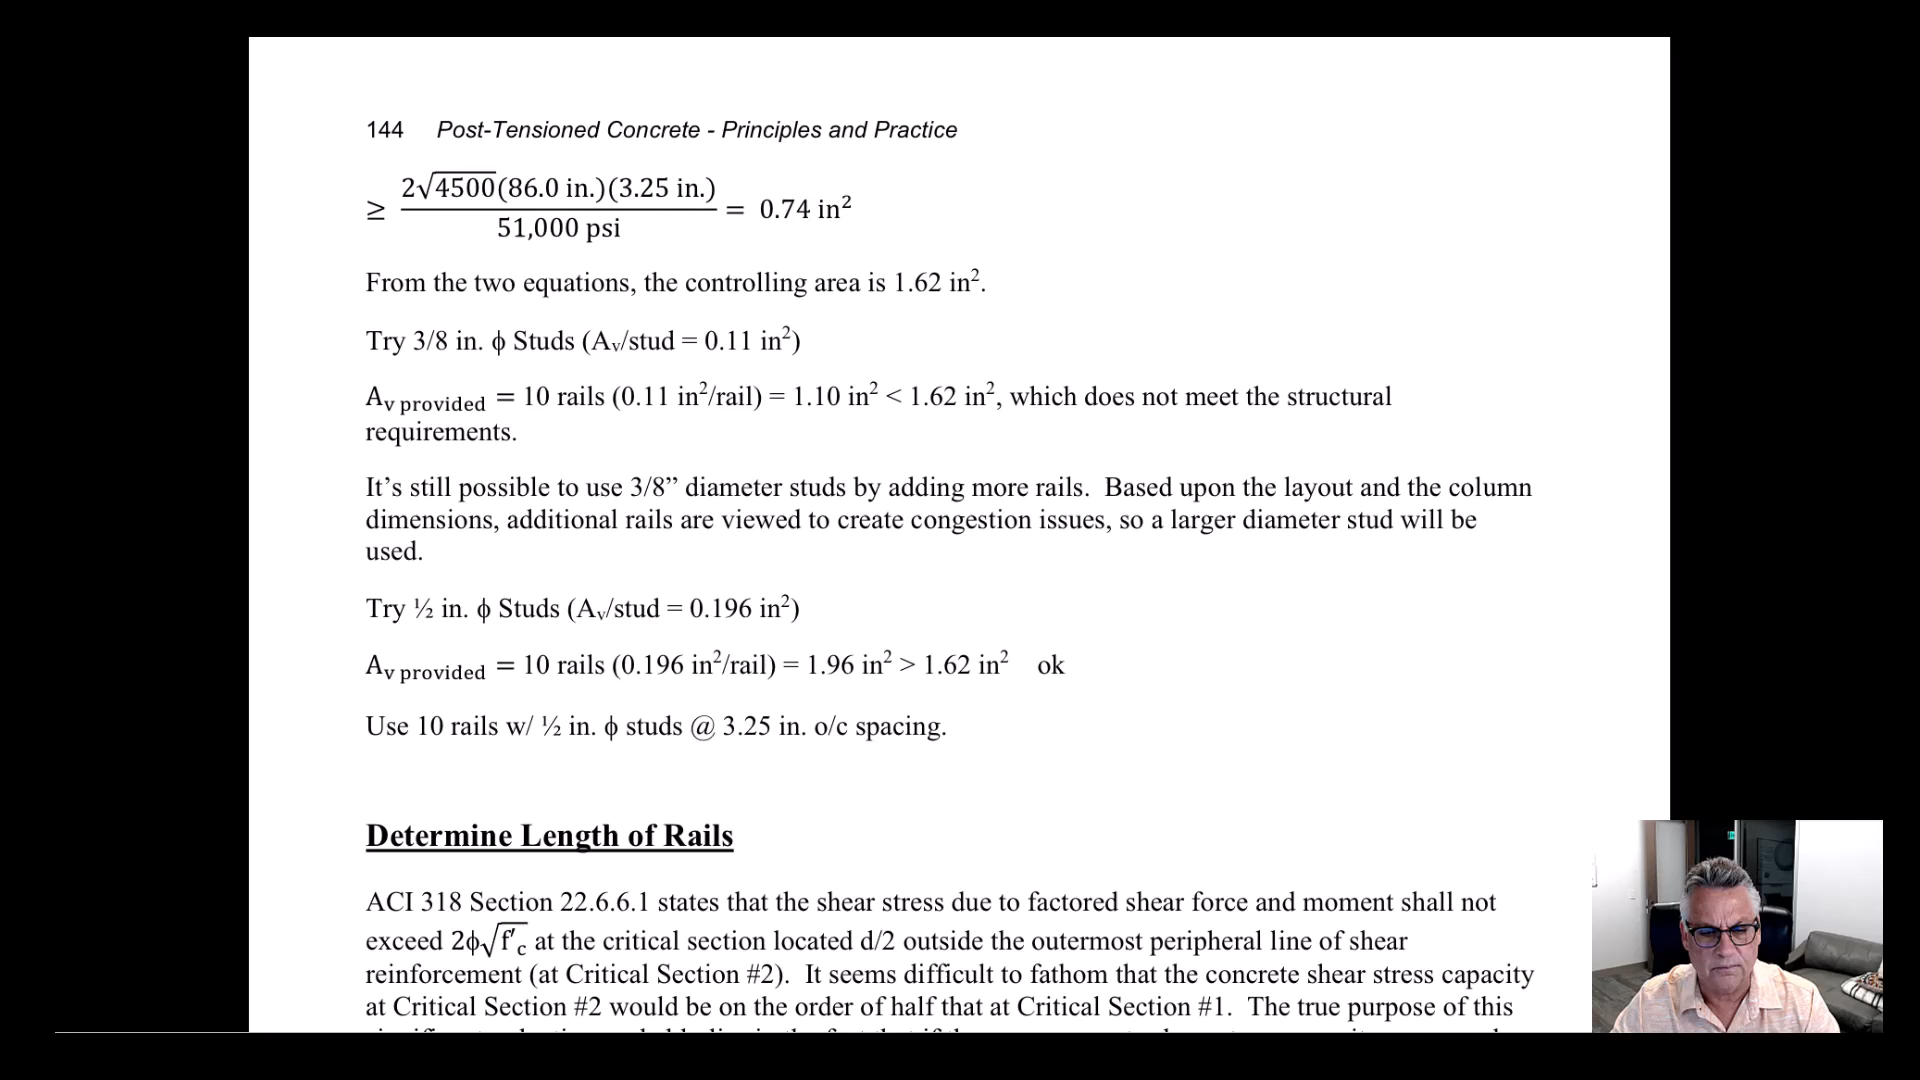 144 Post-Tensioned Concrete - Principles and Practice
≥ 2√4500(86.0 in.)(3.25 in.) / 51,000 psi = 0.74 in²
From the two equations, the controlling area is 1.62 in².
Try 3/8 in. ϕ Studs (Aᵥ/stud = 0.11 in²)
Aᵥ provided = 10 rails (0.11 in²/rail) = 1.10 in² < 1.62 in², which does not meet the structural
requirements.
It’s still possible to use 3/8” diameter studs by adding more rails. Based upon the layout and the column
dimensions, additional rails are viewed to create congestion issues, so a larger diameter stud will be
used.
Try ½ in. ϕ Studs (Aᵥ/stud = 0.196 in²)
Aᵥ provided = 10 rails (0.196 in²/rail) = 1.96 in² > 1.62 in² ok
Use 10 rails w/ ½ in. ϕ studs @ 3.25 in. o/c spacing.
Determine Length of Rails
ACI 318 Section 22.6.6.1 states that the shear stress due to factored shear force and moment shall not
exceed 2ϕ√f′c at the critical section located d/2 outside the outermost peripheral line of shear
reinforcement (at Critical Section #2). It seems difficult to fathom that the concrete shear stress capacity
at Critical Section #2 would be on the order of half that at Critical Section #1. The true purpose of this